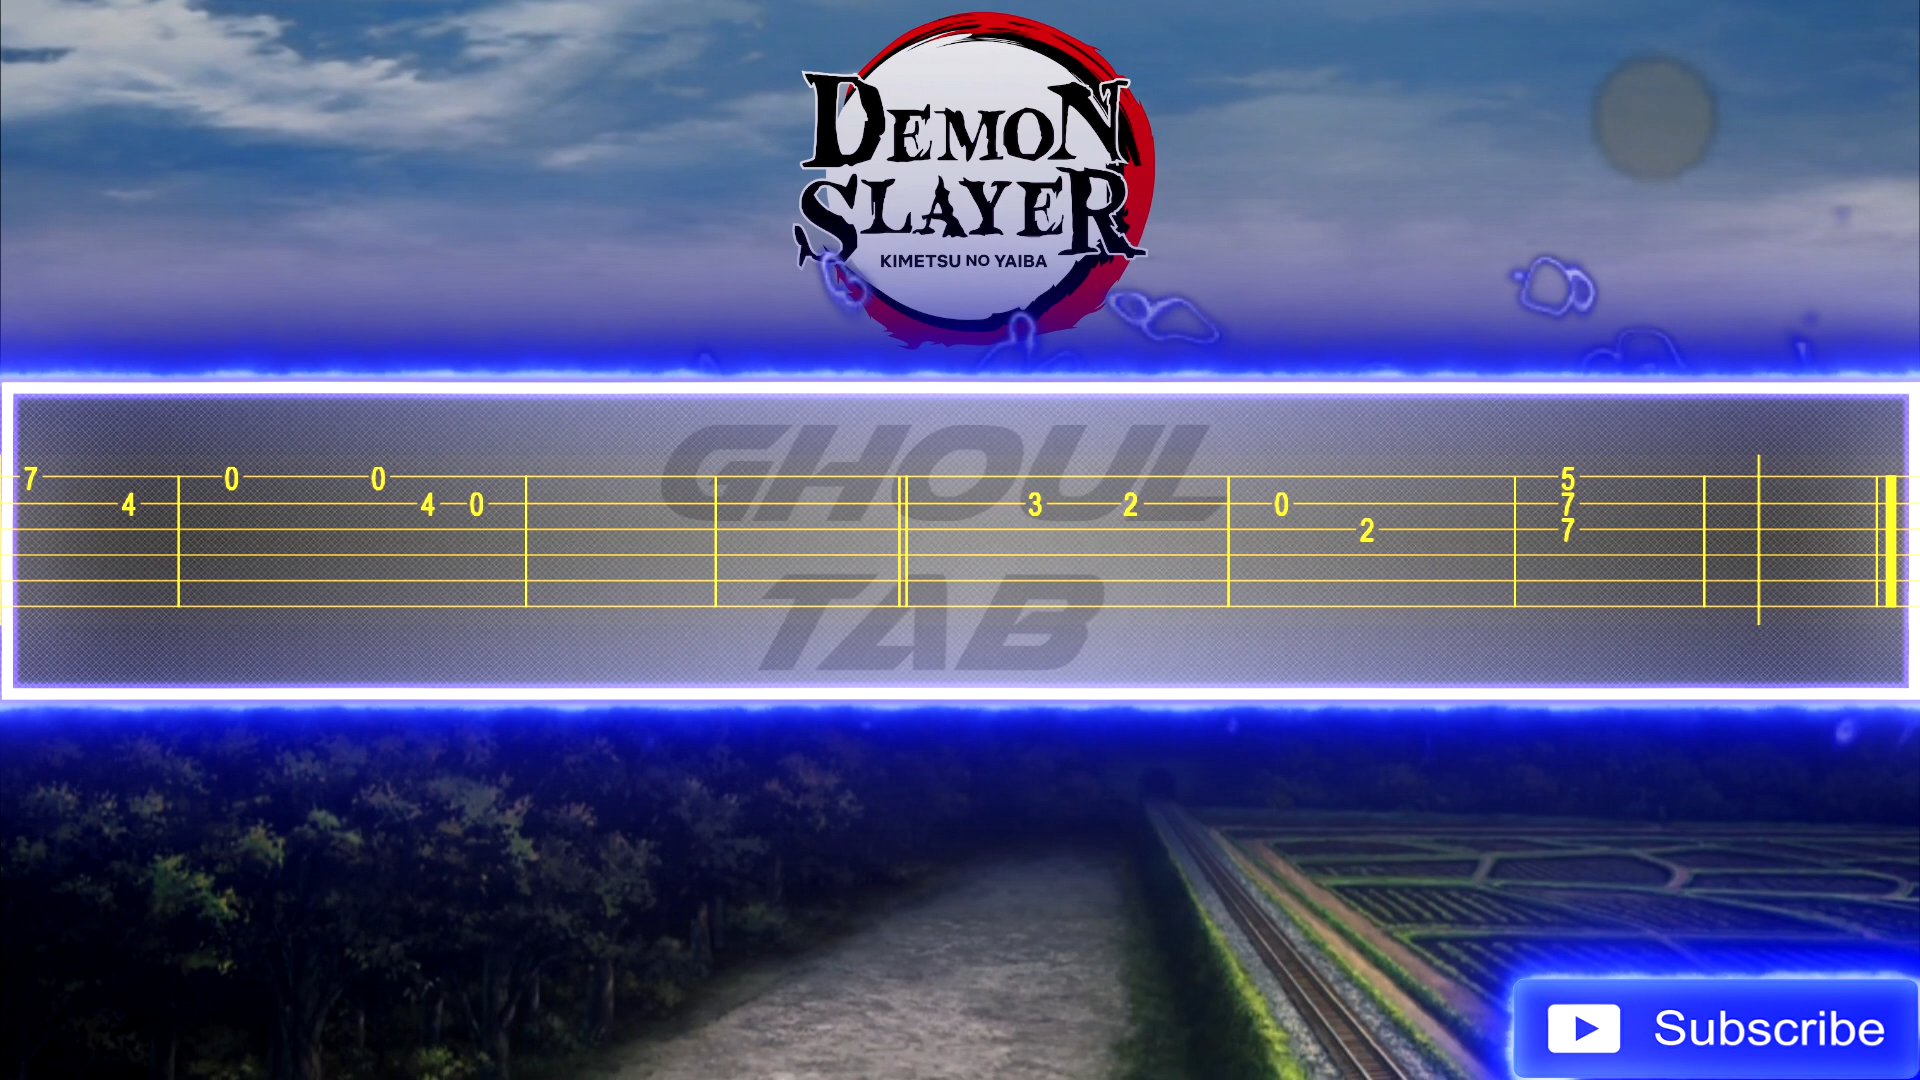 DEMON
SLAYER
KIMETSU NO YAIBA
GHOUL
TAB
7 0 0 5
4 4 0 3 2 0 7
2 7
Subscribe